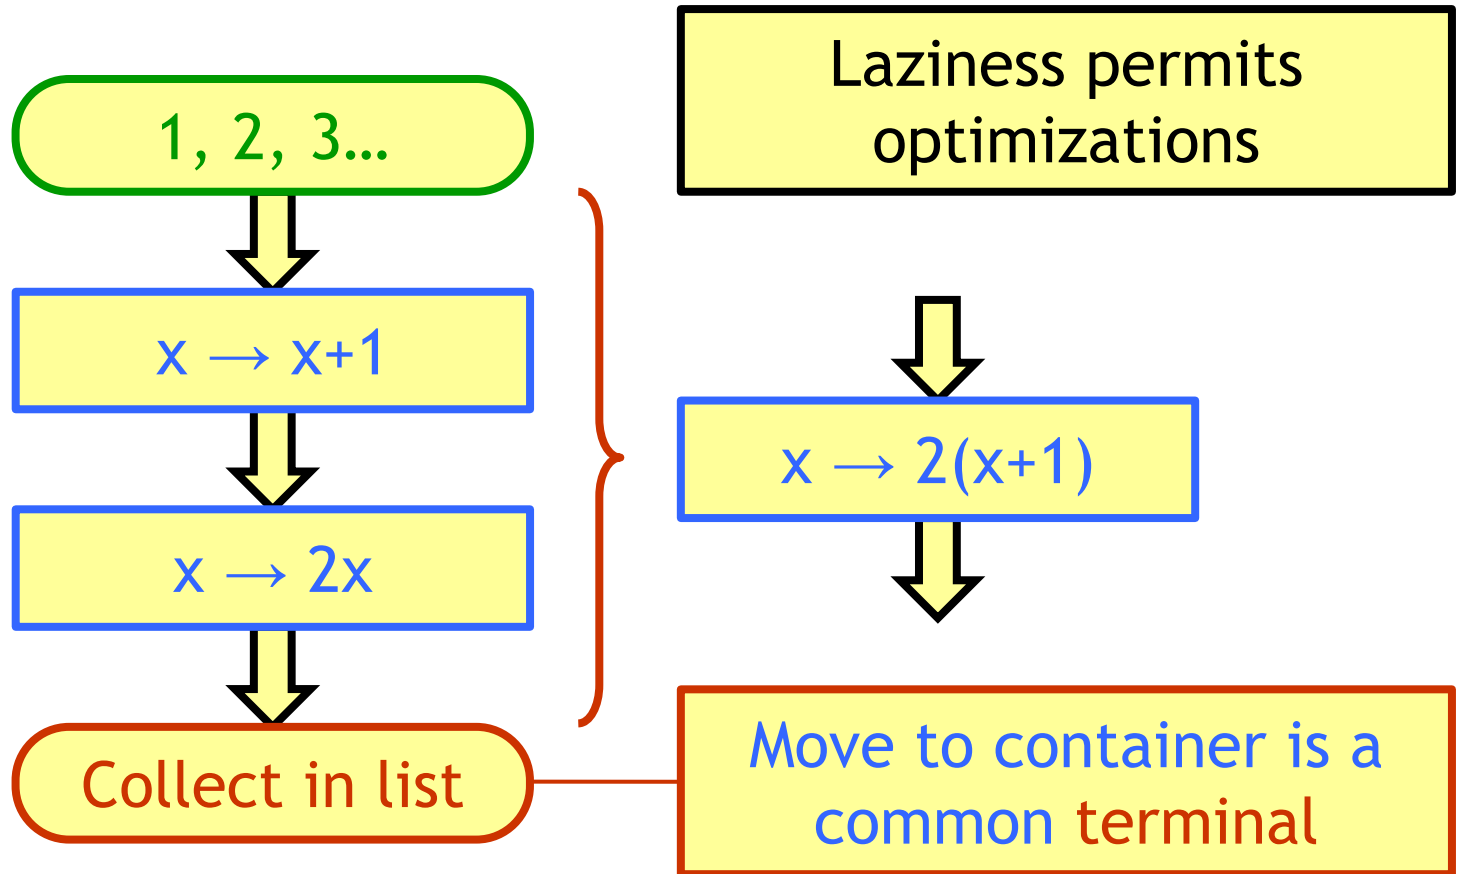 1, 2, 3…
x → x+1
x → 2x
Collect in list
Laziness permits
optimizations
x → 2(x+1)
Move to container is a
common terminal